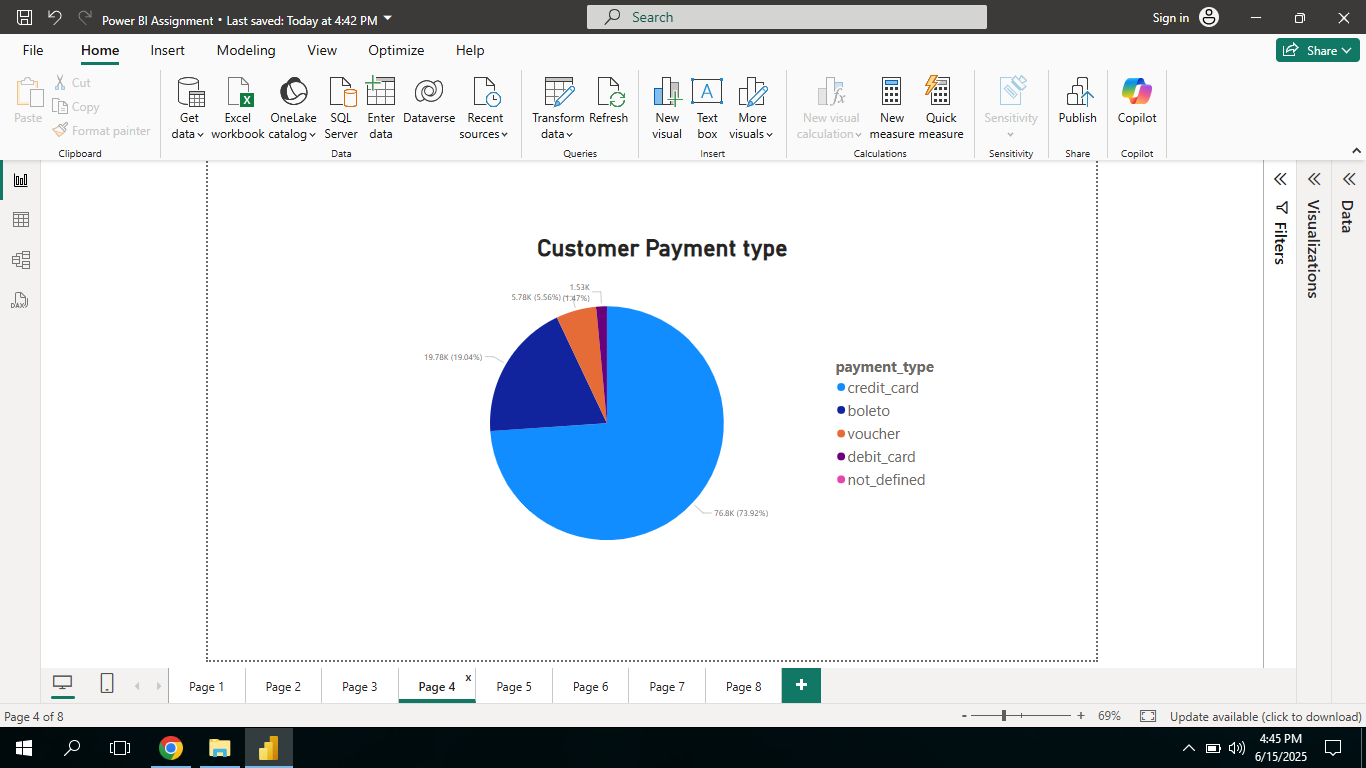 Power BI Assignment • Last saved: Today at 4:42 PM
Search
Sign in
File Home Insert Modeling View Optimize Help
Share
Paste
Cut
Copy
Format painter
Clipboard
Get data
Excel workbook
OneLake catalog
SQL Server
Enter data
Dataverse
Recent sources
Data
Transform data
Refresh
Queries
New visual
Text box
More visuals
Insert
New visual calculation
New measure
Quick measure
Calculations
Sensitivity
Sensitivity
Publish
Share
Copilot
Copilot
DAX
Customer Payment type
1.53K
(1.47%)
5.78K (5.56%)
19.78K (19.04%)
76.8K (73.92%)
payment_type
credit_card
boleto
voucher
debit_card
not_defined
Filters
Visualizations
Data
Page 1 Page 2 Page 3 Page 4 x Page 5 Page 6 Page 7 Page 8 +
Page 4 of 8
- + 69%
Update available (click to download)
4:45 PM
6/15/2025